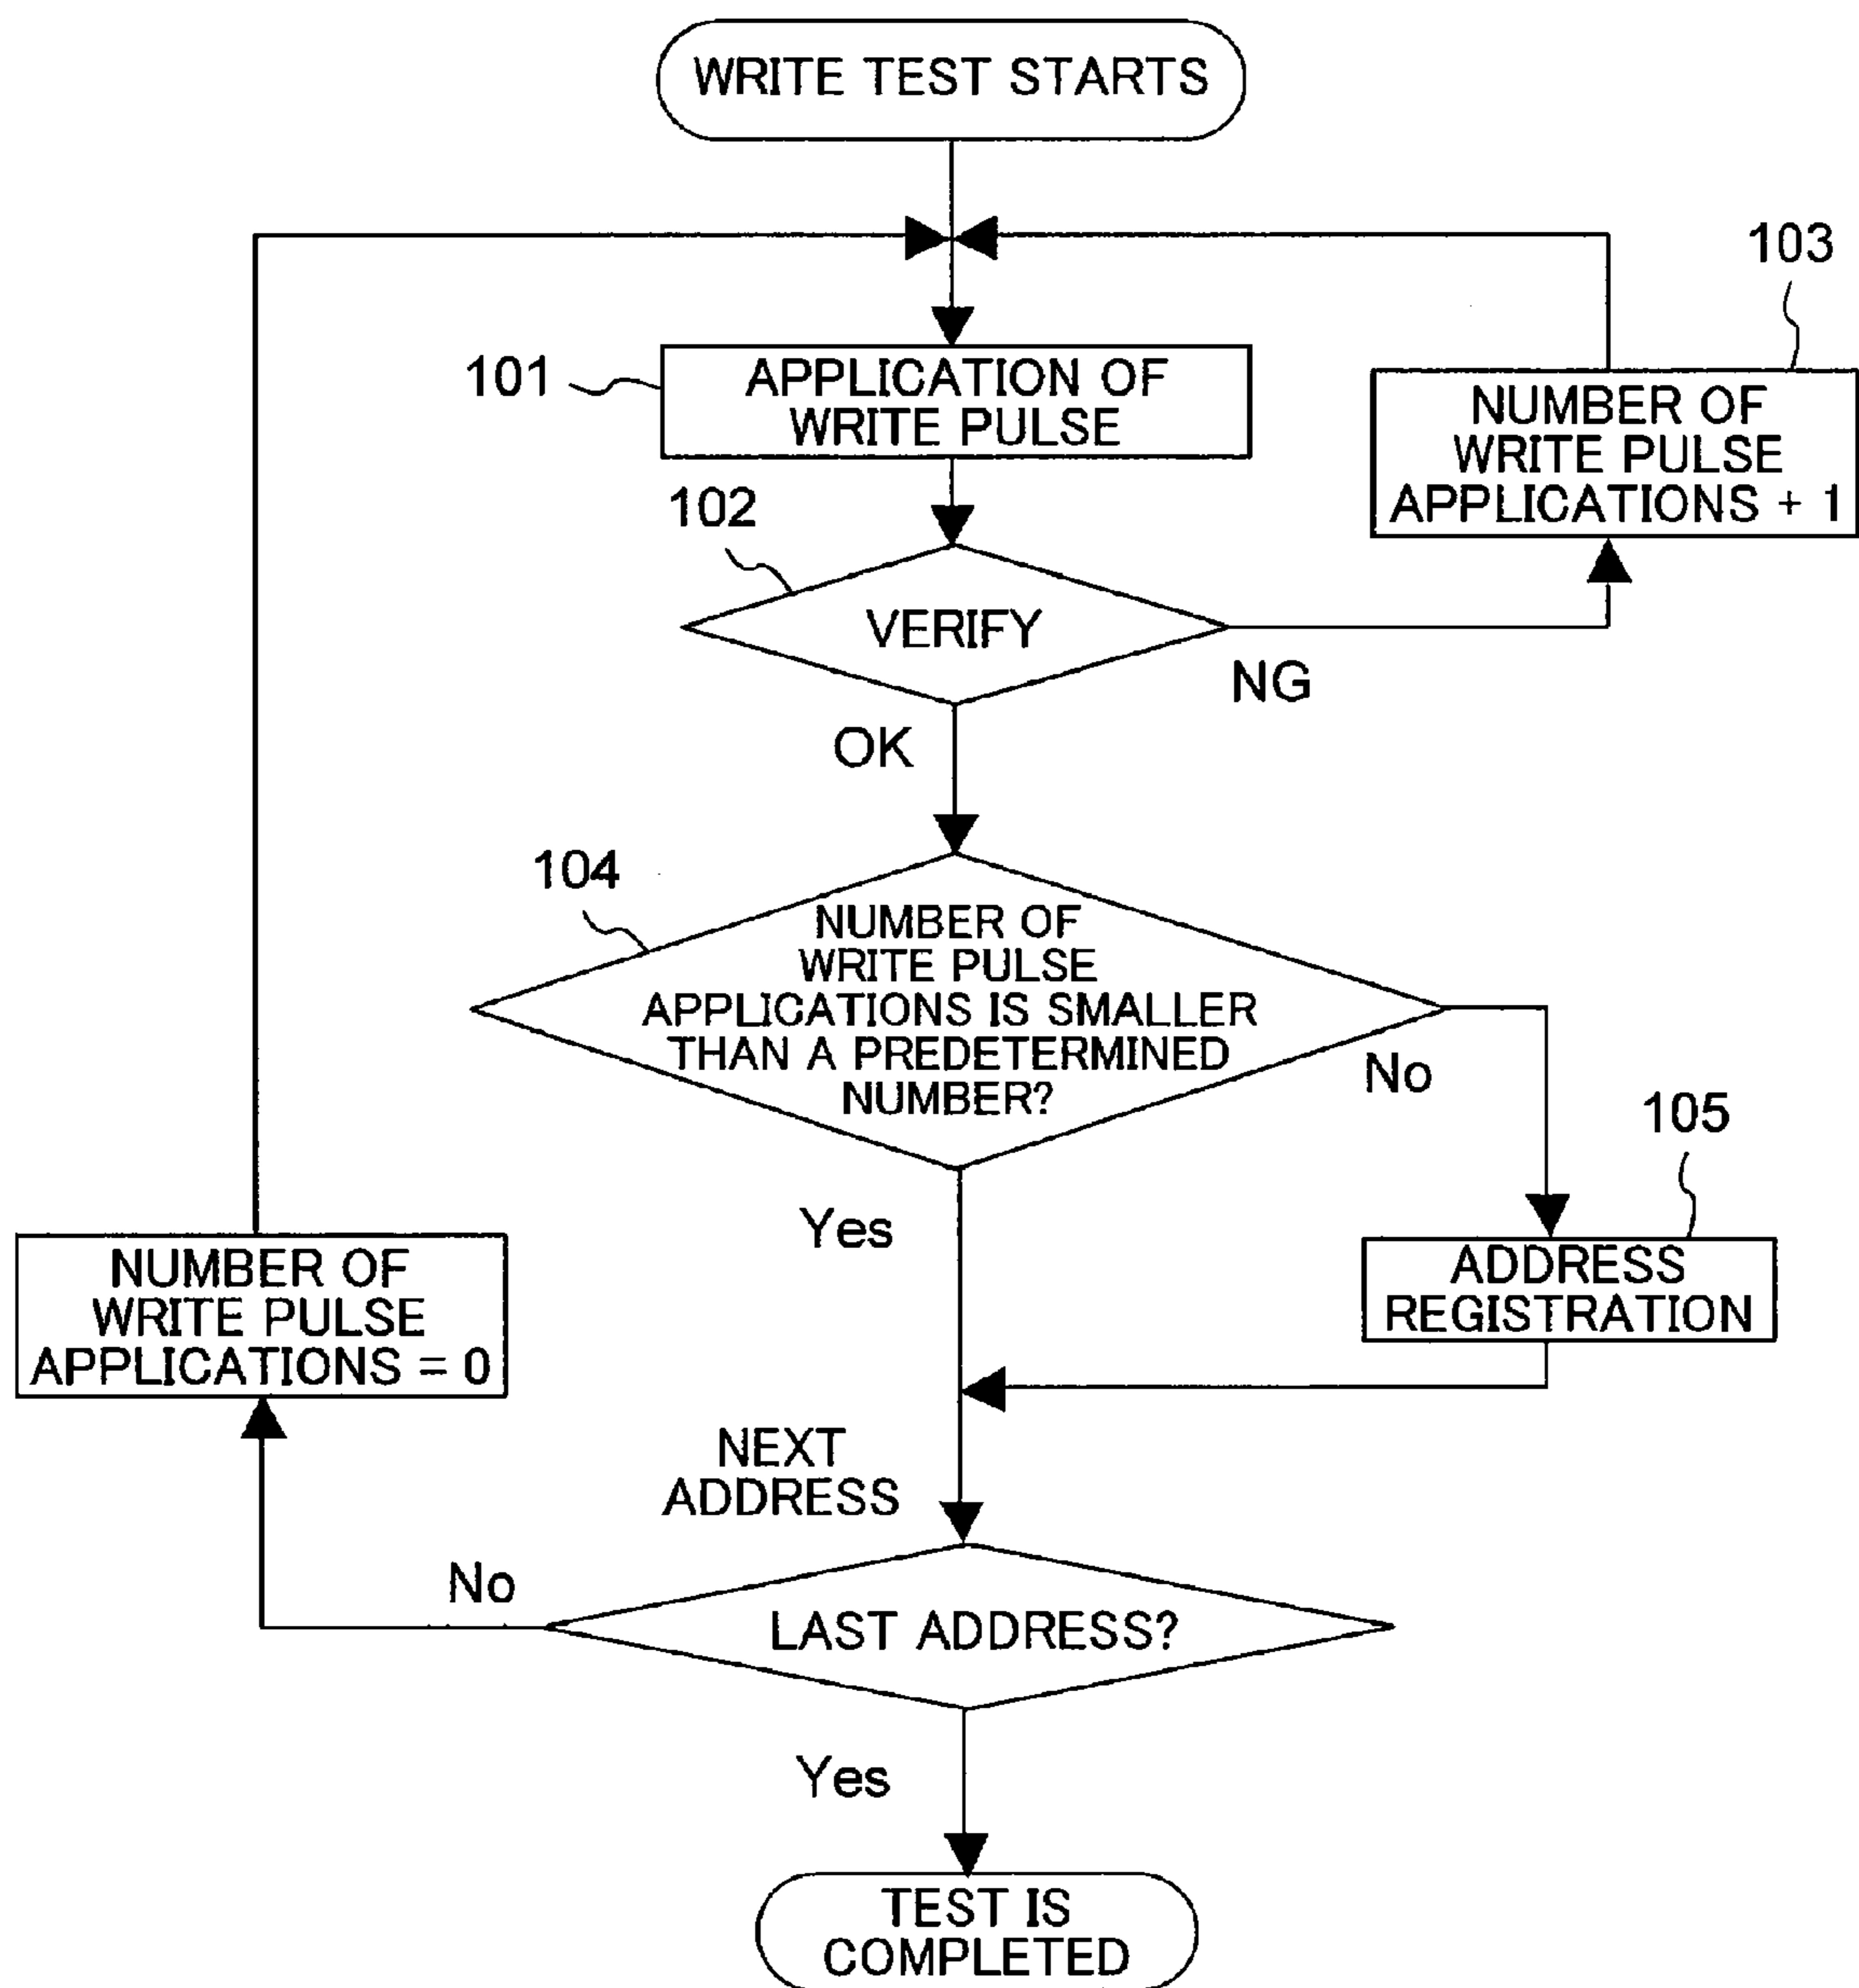 WRITE TEST STARTS
103
101
APPLICATION OF
WRITE PULSE
NUMBER OF
WRITE PULSE
APPLICATIONS + 1
102
VERIFY
NG
OK
104
NUMBER OF
WRITE PULSE
APPLICATIONS IS SMALLER
THAN A PREDETERMINED
NUMBER?
No
105
Yes
NUMBER OF
WRITE PULSE
APPLICATIONS = 0
ADDRESS
REGISTRATION
NEXT
ADDRESS
No
LAST ADDRESS?
Yes
TEST IS
COMPLETED